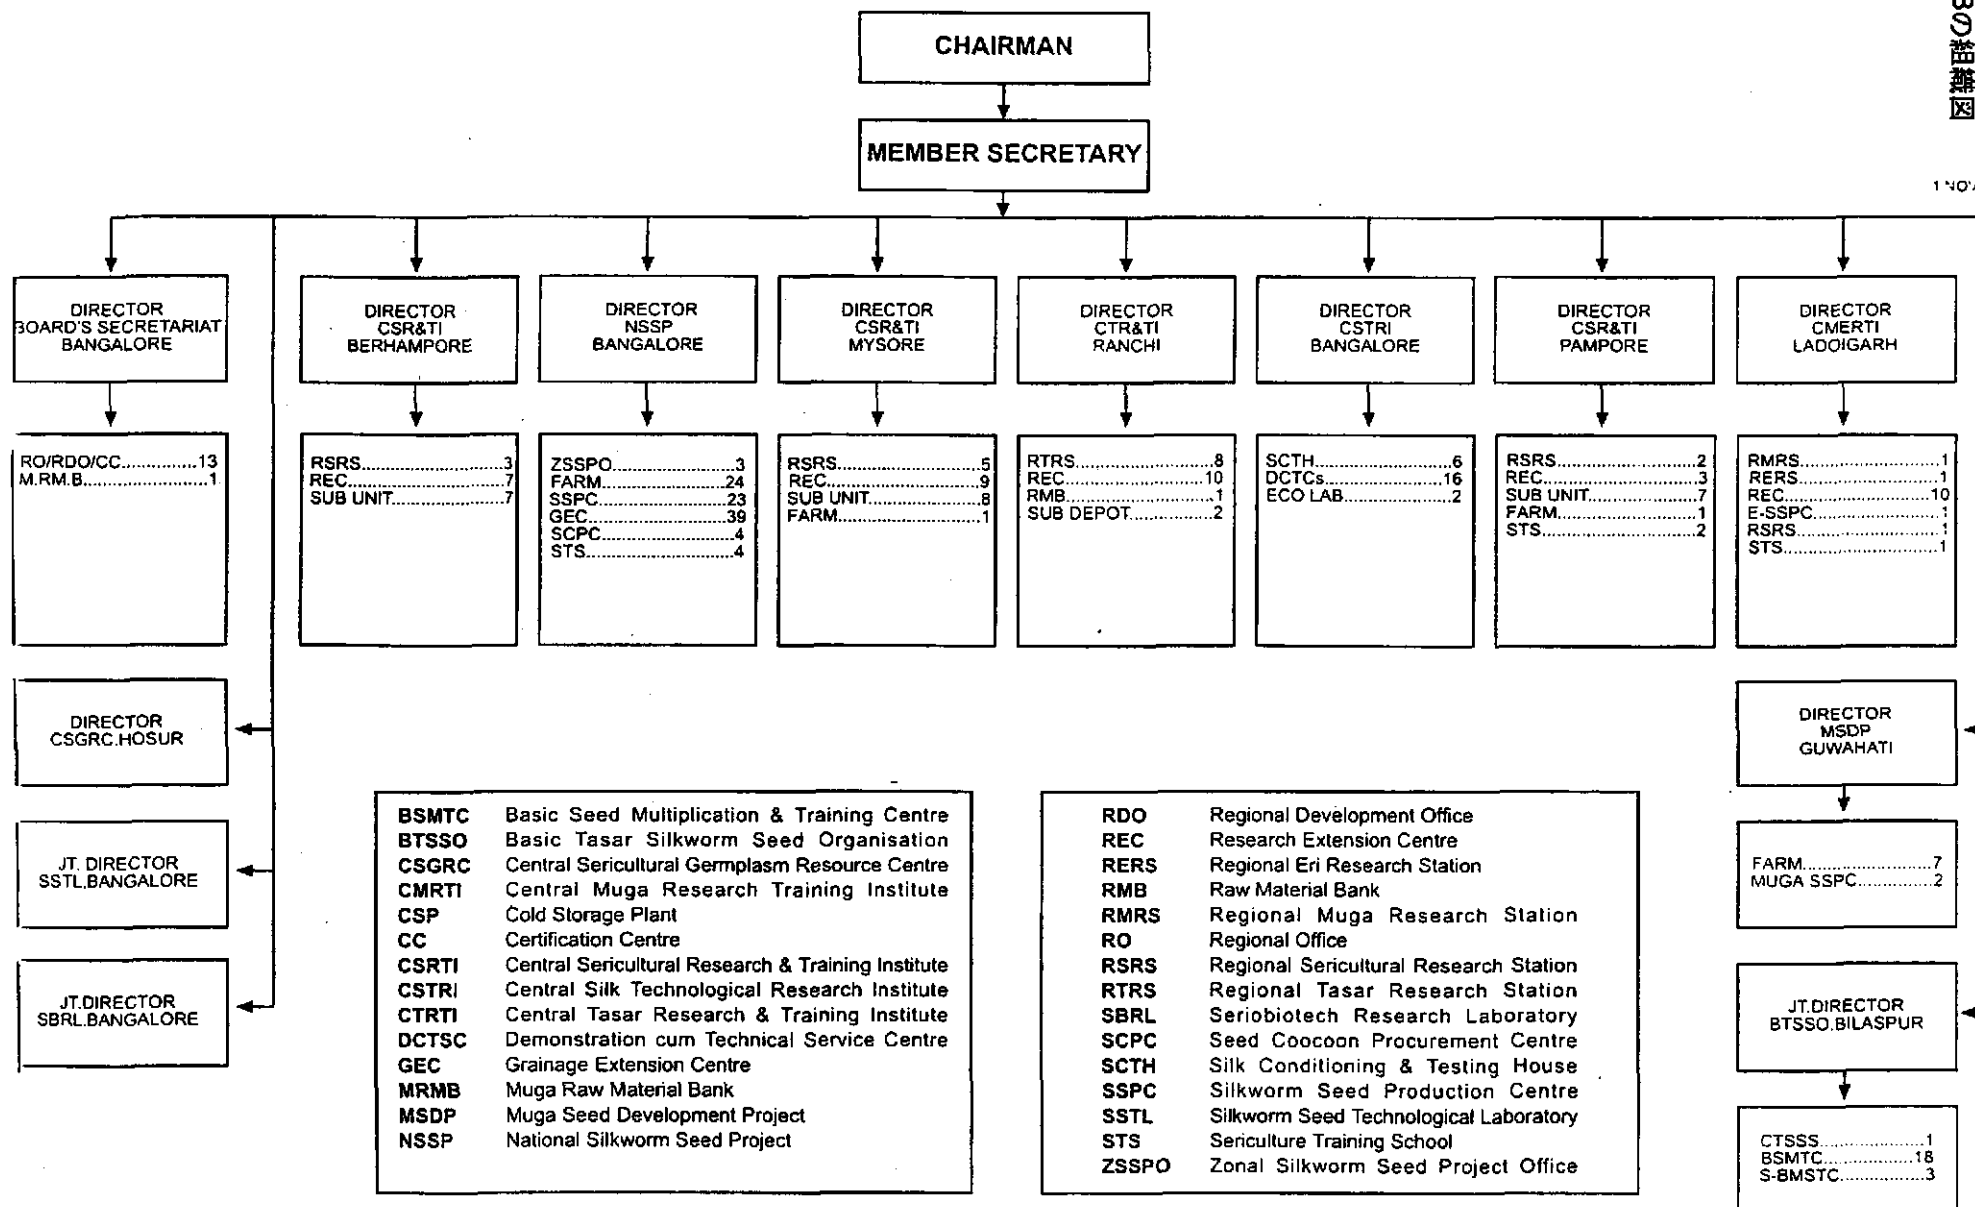 Bの組織図
CHAIRMAN
MEMBER SECRETARY
1 NOV
DIRECTOR
BOARD'S SECRETARIAT
BANGALORE
DIRECTOR
CSR&TI
BERHAMPORE
DIRECTOR
NSSP
BANGALORE
DIRECTOR
CSR&TI
MYSORE
DIRECTOR
CTR&TI
RANCHI
DIRECTOR
CSTRI
BANGALORE
DIRECTOR
CSR&TI
PAMPORE
DIRECTOR
CMERTI
LADOIGARH
RO/RDO/CC..............13
M.RM.B......................1
RSRS..........................3
REC............................7
SUB UNIT....................7
ZSSPO.......................3
FARM........................24
SSPC........................23
GEC..........................39
SCPC..........................4
STS............................4
RSRS..........................5
REC............................9
SUB UNIT....................8
FARM..........................1
RTRS..........................8
REC..........................10
RMB............................1
SUB DEPOT................2
SCTH..........................6
DCTCs......................16
ECO LAB....................2
RSRS..........................2
REC............................3
SUB UNIT....................7
FARM..........................1
STS............................2
RMRS..........................1
RERS..........................1
REC..........................10
E-SSPC......................1
RSRS..........................1
STS............................1
DIRECTOR
CSGRC.HOSUR
JT. DIRECTOR
SSTL.BANGALORE
JT.DIRECTOR
SBRL.BANGALORE
DIRECTOR
MSDP
GUWAHATI
FARM..........................7
MUGA SSPC..............2
JT.DIRECTOR
BTSSO.BILASPUR
CTSSS........................1
BSMTC......................18
S-BMSTC....................3
BSMTC Basic Seed Multiplication & Training Centre
BTSSO Basic Tasar Silkworm Seed Organisation
CSGRC Central Sericultural Germplasm Resource Centre
CMRTI Central Muga Research Training Institute
CSP Cold Storage Plant
CC Certification Centre
CSRTI Central Sericultural Research & Training Institute
CSTRI Central Silk Technological Research Institute
CTRTI Central Tasar Research & Training Institute
DCTSC Demonstration cum Technical Service Centre
GEC Grainage Extension Centre
MRMB Muga Raw Material Bank
MSDP Muga Seed Development Project
NSSP National Silkworm Seed Project
RDO Regional Development Office
REC Research Extension Centre
RERS Regional Eri Research Station
RMB Raw Material Bank
RMRS Regional Muga Research Station
RO Regional Office
RSRS Regional Sericultural Research Station
RTRS Regional Tasar Research Station
SBRL Seriobiotech Research Laboratory
SCPC Seed Coocoon Procurement Centre
SCTH Silk Conditioning & Testing House
SSPC Silkworm Seed Production Centre
SSTL Silkworm Seed Technological Laboratory
STS Sericulture Training School
ZSSPO Zonal Silkworm Seed Project Office